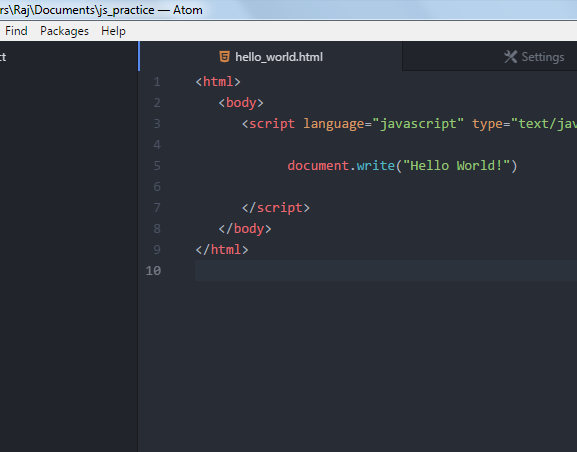 rs\Raj\Documents\js_practice — Atom
Find Packages Help
ct
hello_world.html
Settings
1 <html>
2 <body>
3 <script language="javascript" type="text/jav
4
5 document.write("Hello World!")
6
7 </script>
8 </body>
9 </html>
10